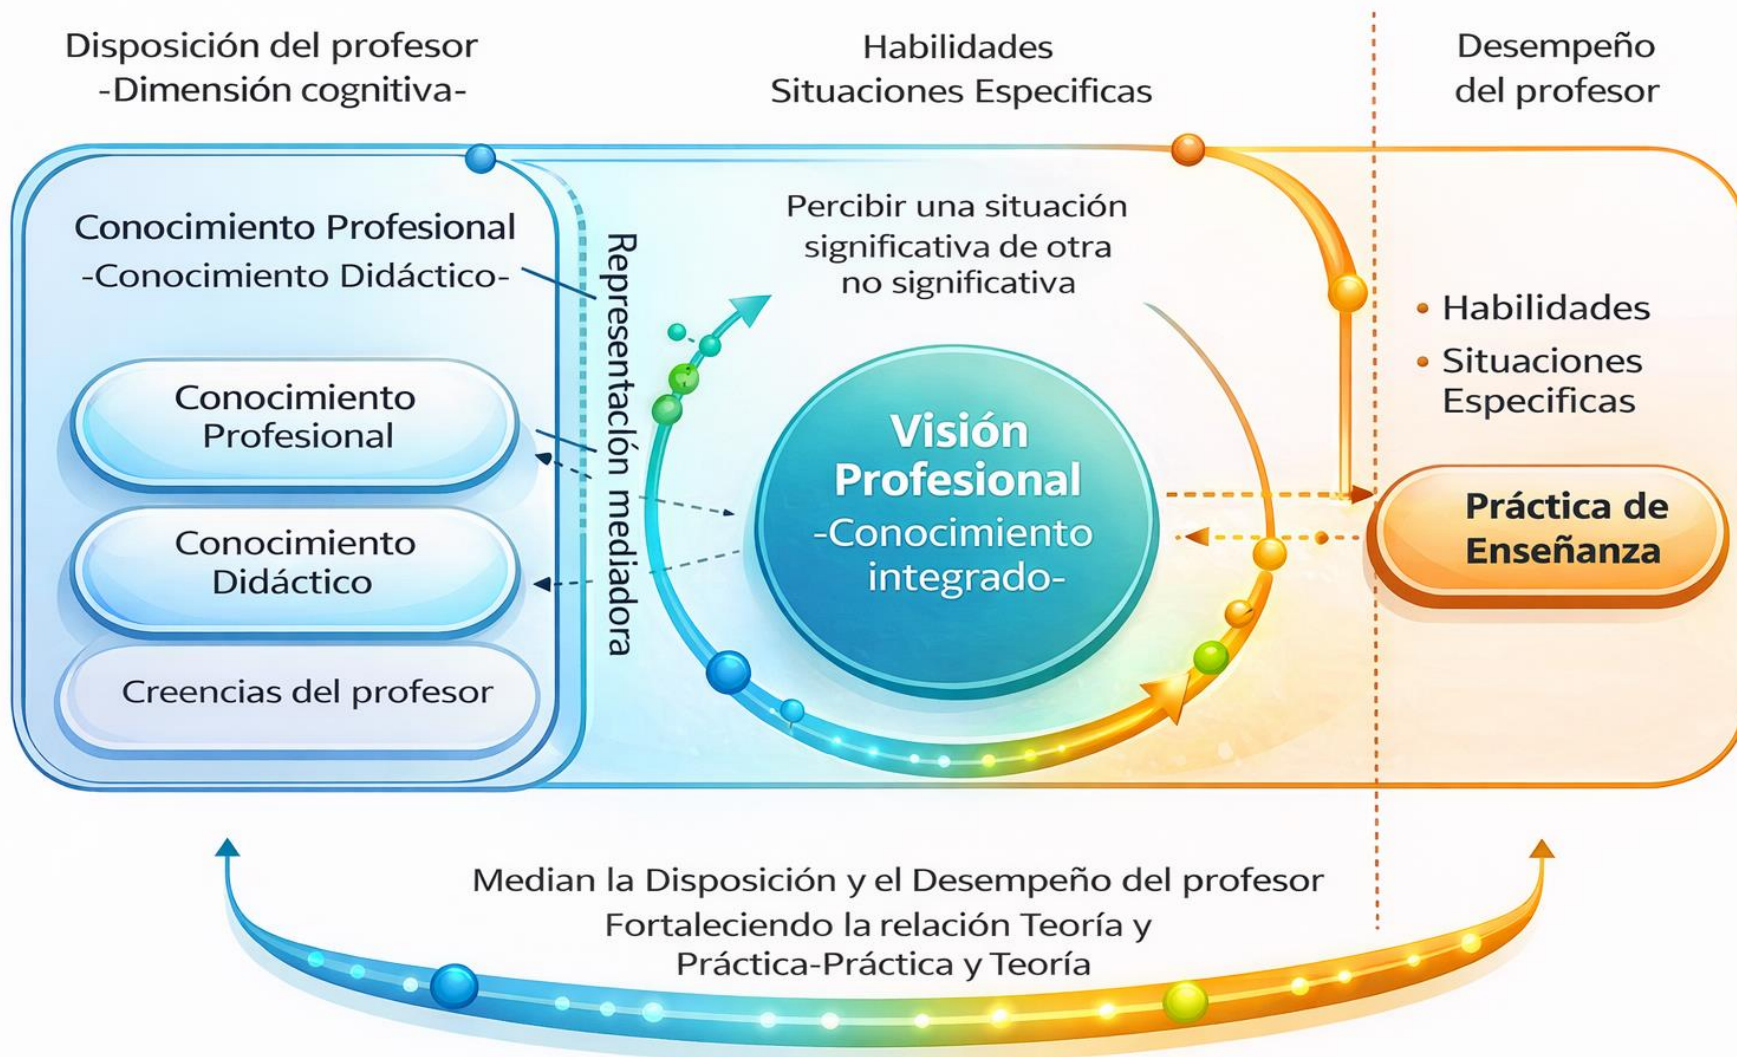 Disposición del profesor
-Dimensión cognitiva-
Habilidades
Situaciones Especificas
Desempeño
del profesor
Conocimiento Profesional
-Conocimiento Didáctico-
Conocimiento
Profesional
Conocimiento
Didáctico
Creencias del profesor
Representaclón mediadora
Percibir una situación
significativa de otra
no significativa
Visión
Profesional
-Conocimiento
integrado-
• Habilidades
• Situaciones
Especificas
Práctica de
Enseñanza
Median la Disposición y el Desempeño del profesor
Fortaleciendo la relación Teoría y
Práctica-Práctica y Teoría